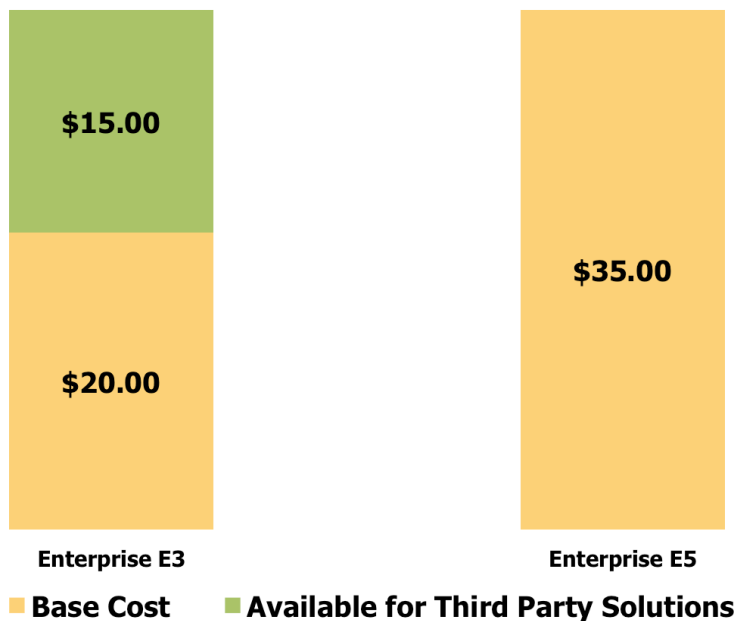 $15.00
$35.00
$20.00
Enterprise E3
Enterprise E5
Base Cost
Available for Third Party Solutions